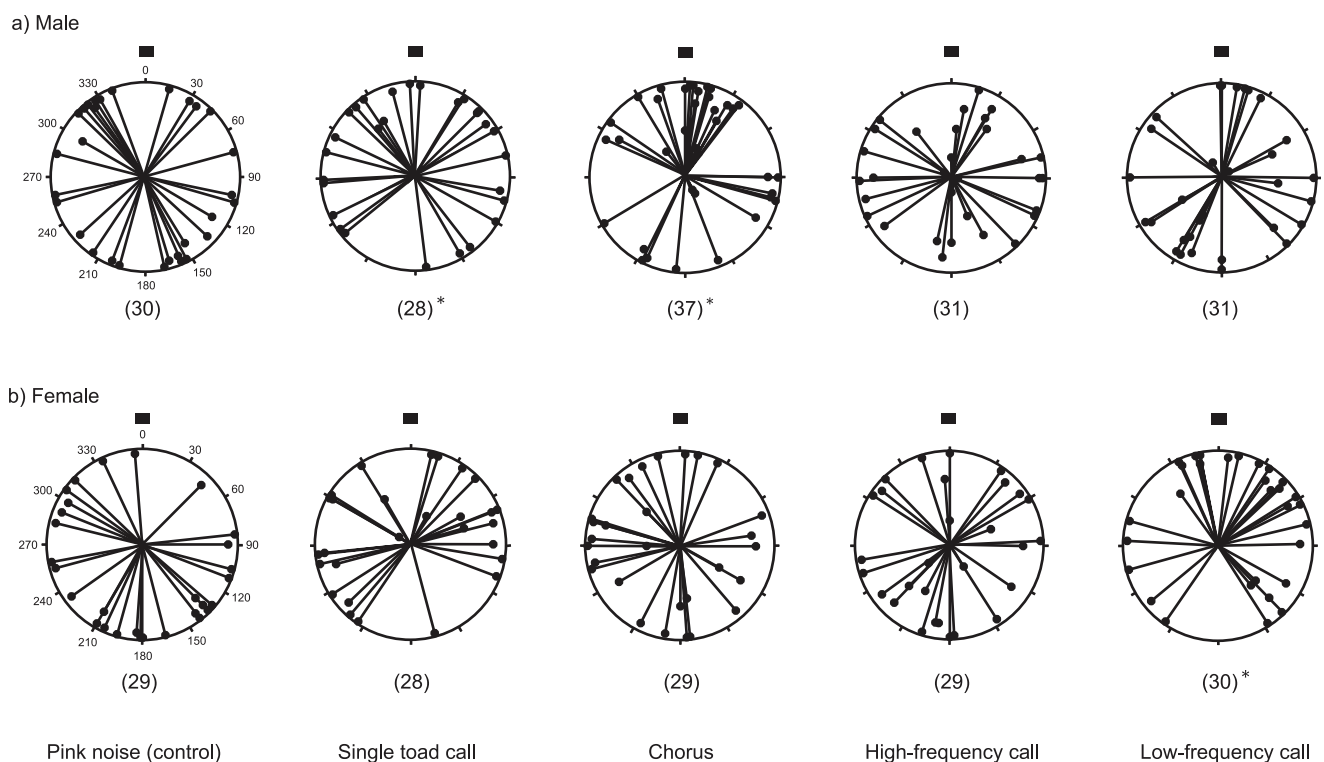 a) Male
0
330 30
300 60
270 90
240 120
210 150
180
(30) (28)* (37)* (31) (31)
b) Female
0
330 30
300 60
270 90
240 120
210 150
180
(29) (28) (29) (29) (30)*
Pink noise (control) Single toad call Chorus High-frequency call Low-frequency call